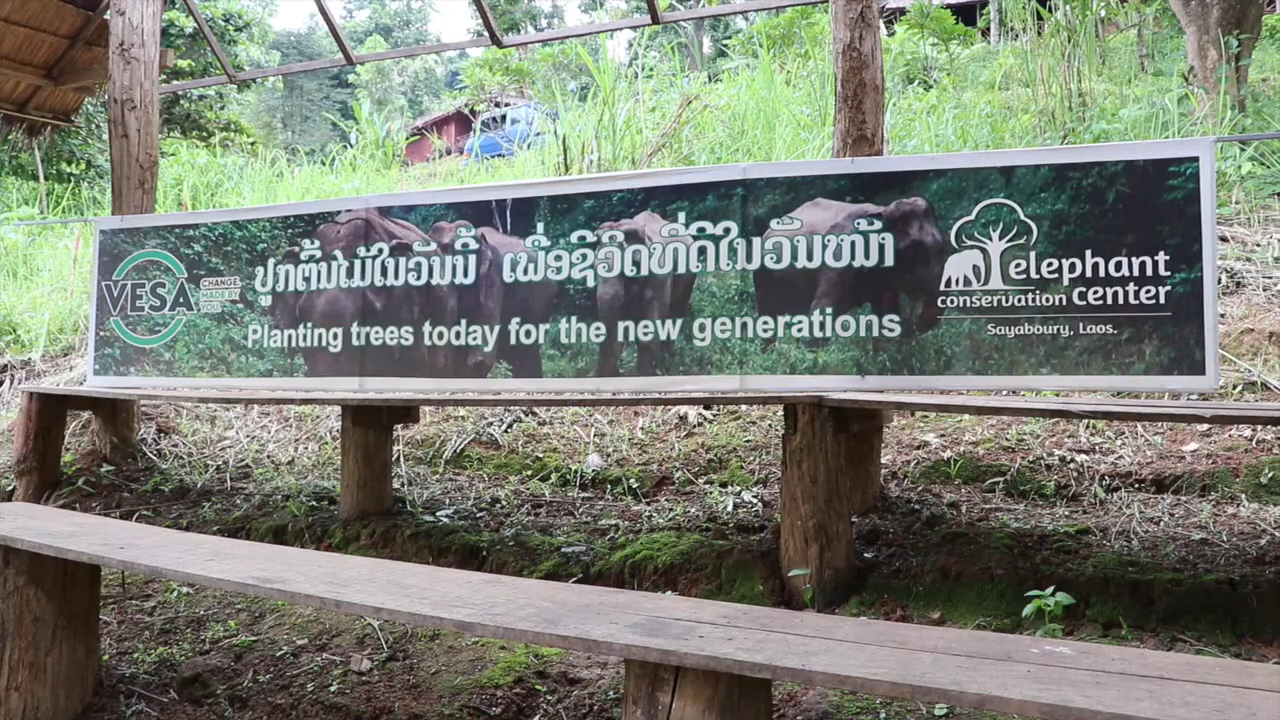 VESA
CHANGE.
MADE BY
YOU.
ປູກຕົ້ນໄມ້ໃນວັນນີ້ ເພື່ອຊີວິດທີ່ດີໃນວັນໜ້າ
Planting trees today for the new generations
elephant
conservation center
Sayaboury, Laos.